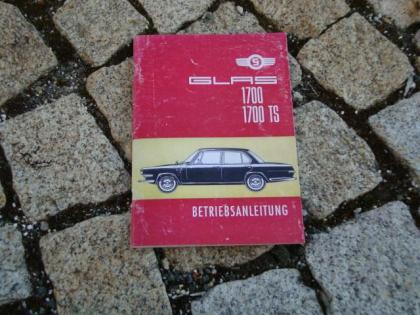 G
GLAS
1700
1700 TS
BETRIEBSANLEITUNG